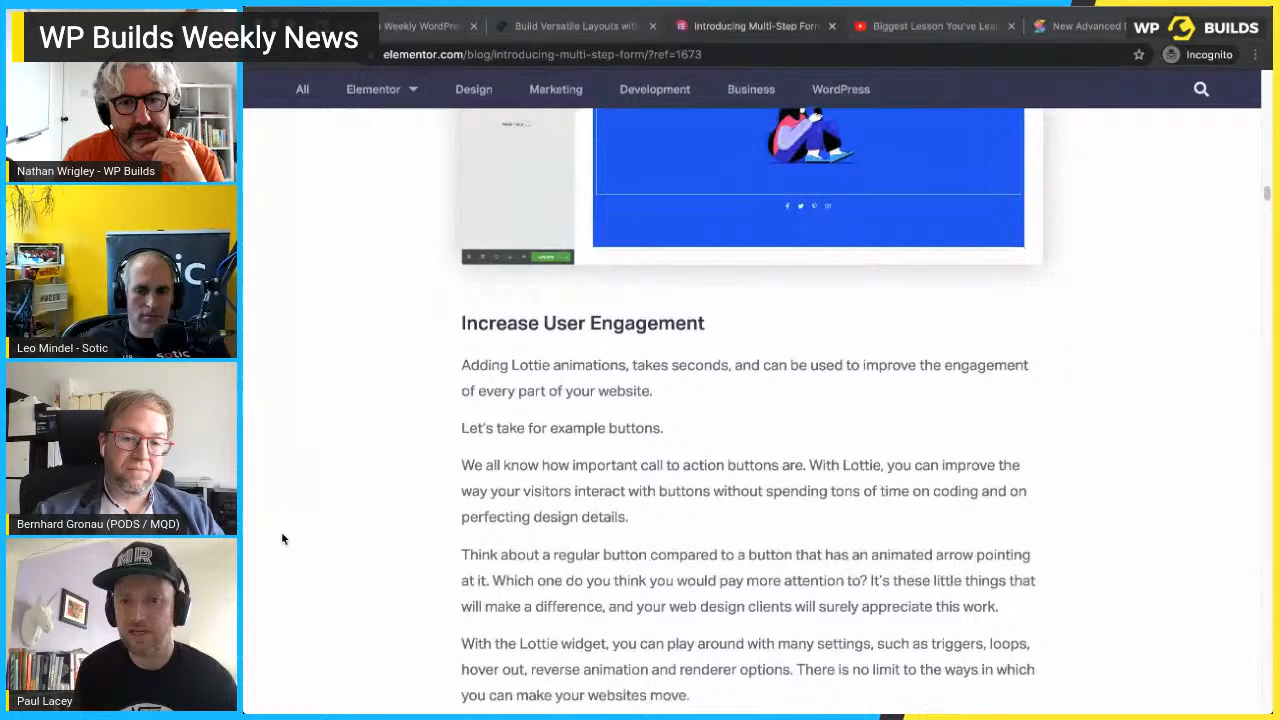 WP Builds Weekly News
Weekly WordPre
Build Versatile Layouts with
Introducing Multi-Step Form
Biggest Lesson You've Lea
New Advanced
WP BUILDS
elementor.com/blog/introducing-multi-step-form/?ref=1673
Incognito
All
Elementor
Design
Marketing
Development
Business
WordPress
Nathan Wrigley - WP Builds
Leo Mindel - Sotic
Bernhard Gronau (PODS / MQD)
Paul Lacey
MR
sotic
Increase User Engagement
Adding Lottie animations, takes seconds, and can be used to improve the engagement
of every part of your website.
Let's take for example buttons.
We all know how important call to action buttons are. With Lottie, you can improve the
way your visitors interact with buttons without spending tons of time on coding and on
perfecting design details.
Think about a regular button compared to a button that has an animated arrow pointing
at it. Which one do you think you would pay more attention to? It's these little things that
will make a difference, and your web design clients will surely appreciate this work.
With the Lottie widget, you can play around with many settings, such as triggers, loops,
hover out, reverse animation and renderer options. There is no limit to the ways in which
you can make your websites move.